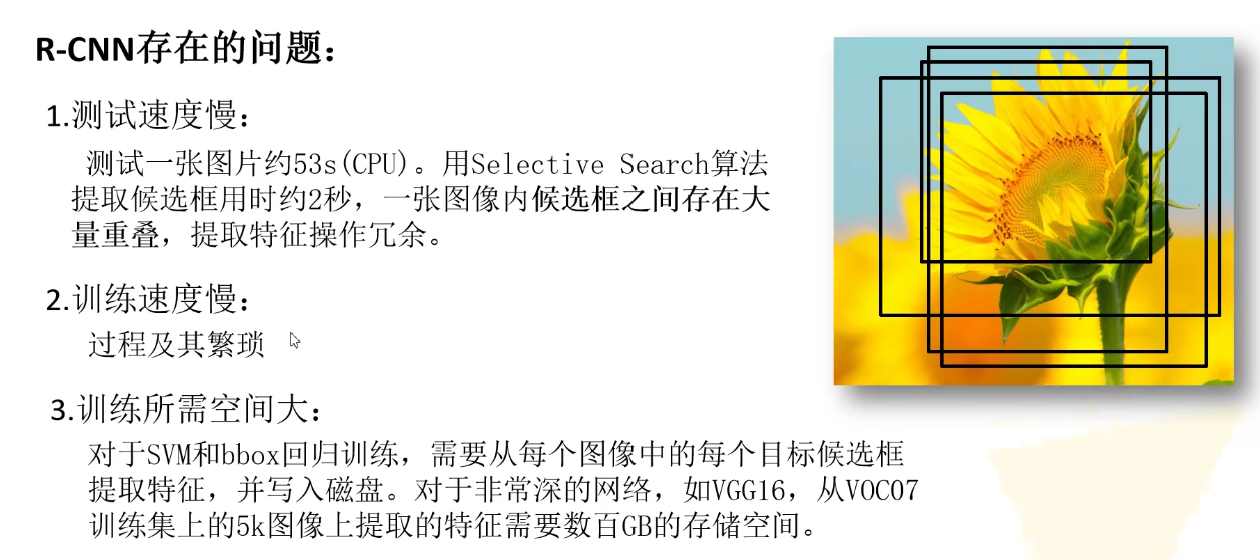 R-CNN存在的问题：
1.测试速度慢：
测试一张图片约53s(CPU)。用Selective Search算法
提取候选框用时约2秒，一张图像内候选框之间存在大
量重叠，提取特征操作冗余。
2.训练速度慢：
过程及其繁琐
3.训练所需空间大：
对于SVM和bbox回归训练，需要从每个图像中的每个目标候选框
提取特征，并写入磁盘。对于非常深的网络，如VGG16，从VOC07
训练集上的5k图像上提取的特征需要数百GB的存储空间。